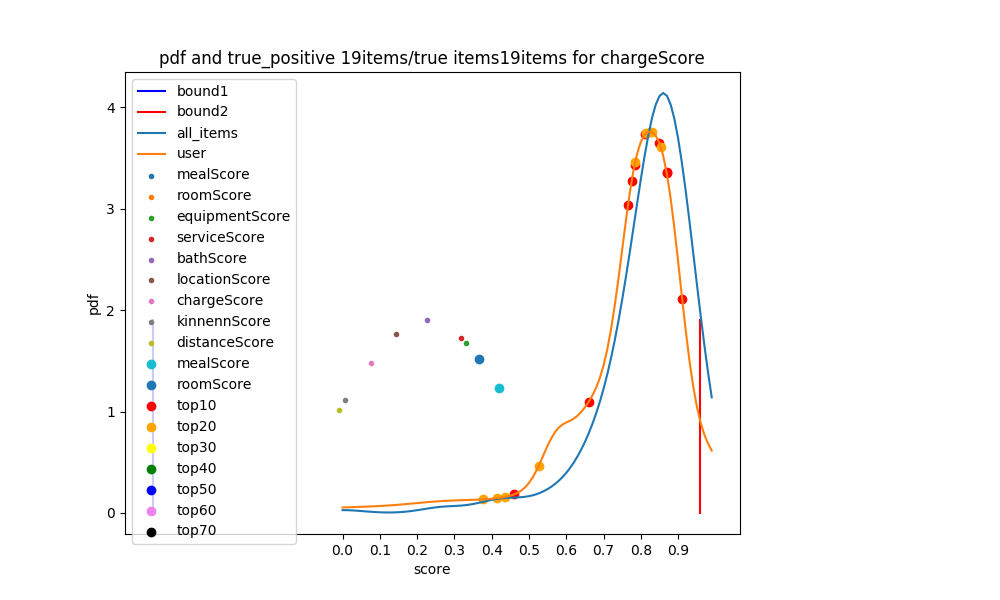 pdf and true_positive 19items/true items19items for chargeScore
bound1
bound2
all_items
user
mealScore
roomScore
equipmentScore
serviceScore
bathScore
locationScore
chargeScore
kinnennScore
distanceScore
mealScore
roomScore
top10
top20
top30
top40
top50
top60
top70
pdf
4
3
2
1
0
0.0 0.1 0.2 0.3 0.4 0.5 0.6 0.7 0.8 0.9
score